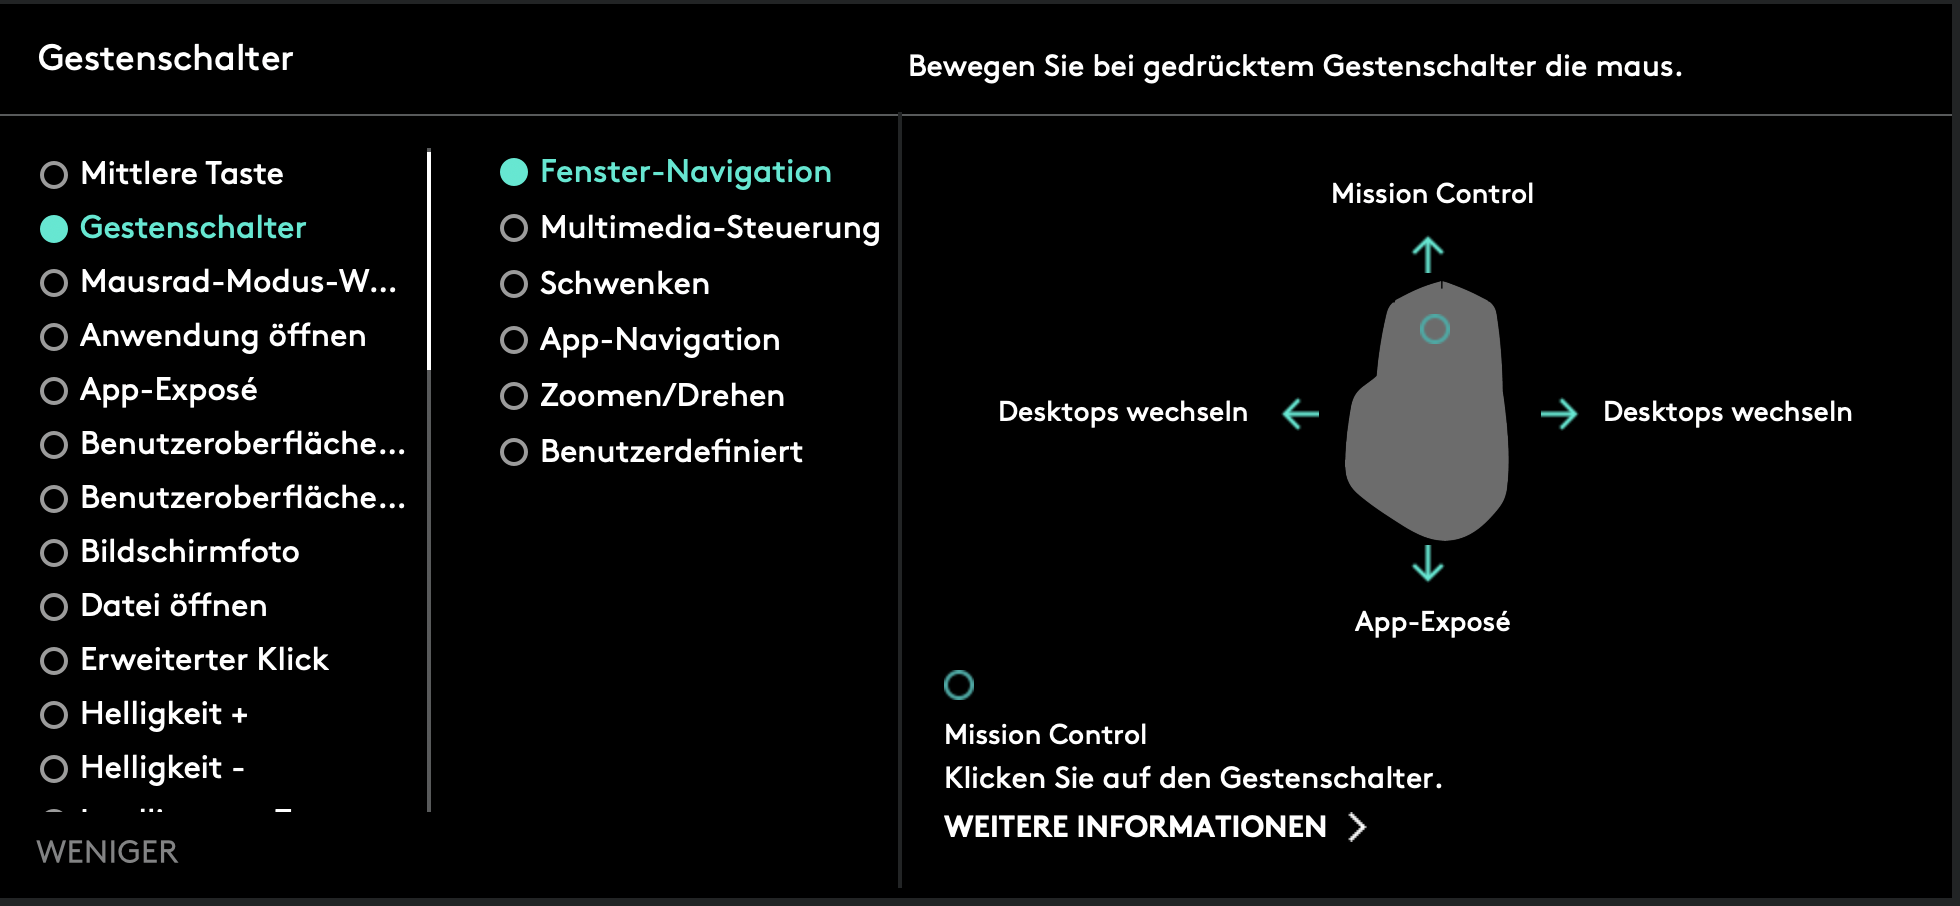 Gestenschalter
Bewegen Sie bei gedrücktem Gestenschalter die maus.
Mittlere Taste
Gestenschalter
Mausrad-Modus-W...
Anwendung öffnen
App-Exposé
Benutzeroberfläche...
Benutzeroberfläche...
Bildschirmfoto
Datei öffnen
Erweiterter Klick
Helligkeit +
Helligkeit -
WENIGER
Fenster-Navigation
Multimedia-Steuerung
Schwenken
App-Navigation
Zoomen/Drehen
Benutzerdefiniert
Mission Control
Desktops wechseln
Desktops wechseln
App-Exposé
Mission Control
Klicken Sie auf den Gestenschalter.
WEITERE INFORMATIONEN